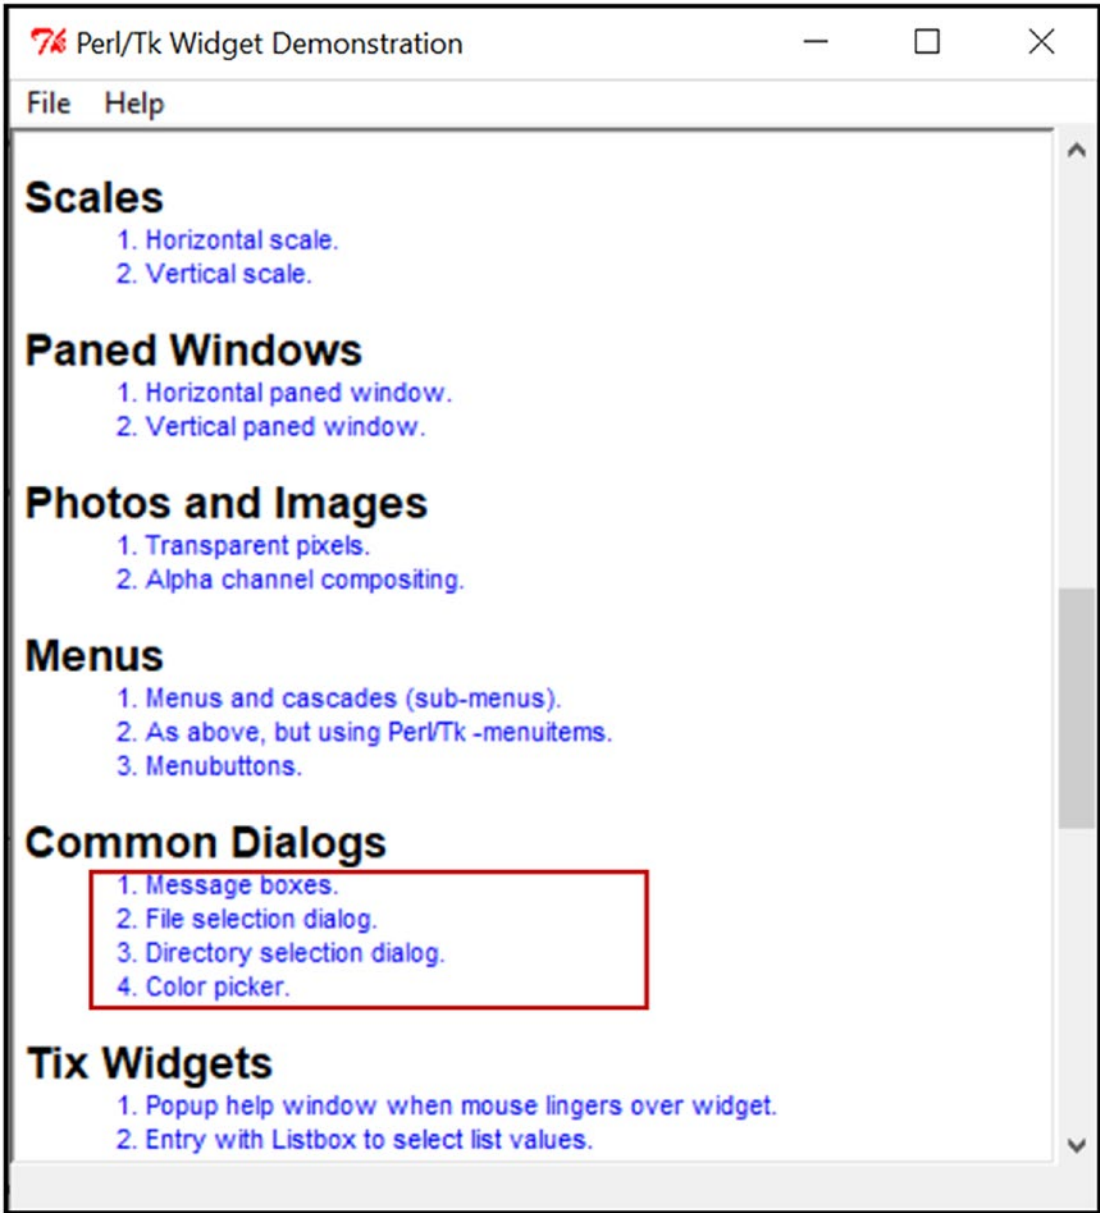 Perl/Tk Widget Demonstration
File Help
Scales
1. Horizontal scale.
2. Vertical scale.
Paned Windows
1. Horizontal paned window.
2. Vertical paned window.
Photos and Images
1. Transparent pixels.
2. Alpha channel compositing.
Menus
1. Menus and cascades (sub-menus).
2. As above, but using Perl/Tk -menuitems.
3. Menubuttons.
Common Dialogs
1. Message boxes.
2. File selection dialog.
3. Directory selection dialog.
4. Color picker.
Tix Widgets
1. Popup help window when mouse lingers over widget.
2. Entry with Listbox to select list values.